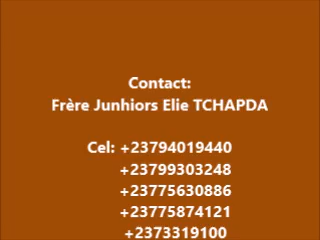 Contact:
Frère Junhiors Elie TCHAPDA
Cel: +23794019440
+23799303248
+23775630886
+23775874121
+2373319100